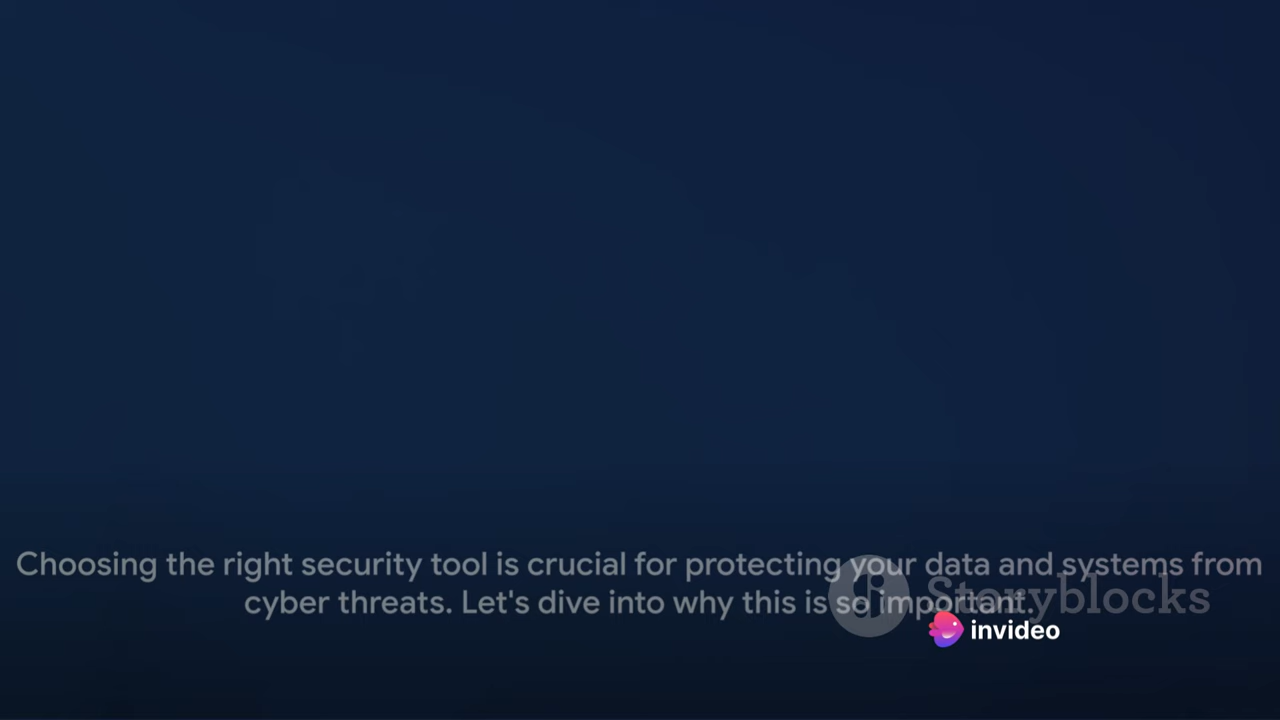 Choosing the right security tool is crucial for protecting your data and systems from
cyber threats. Let's dive into why this is so important.
Storyblocks
invideo